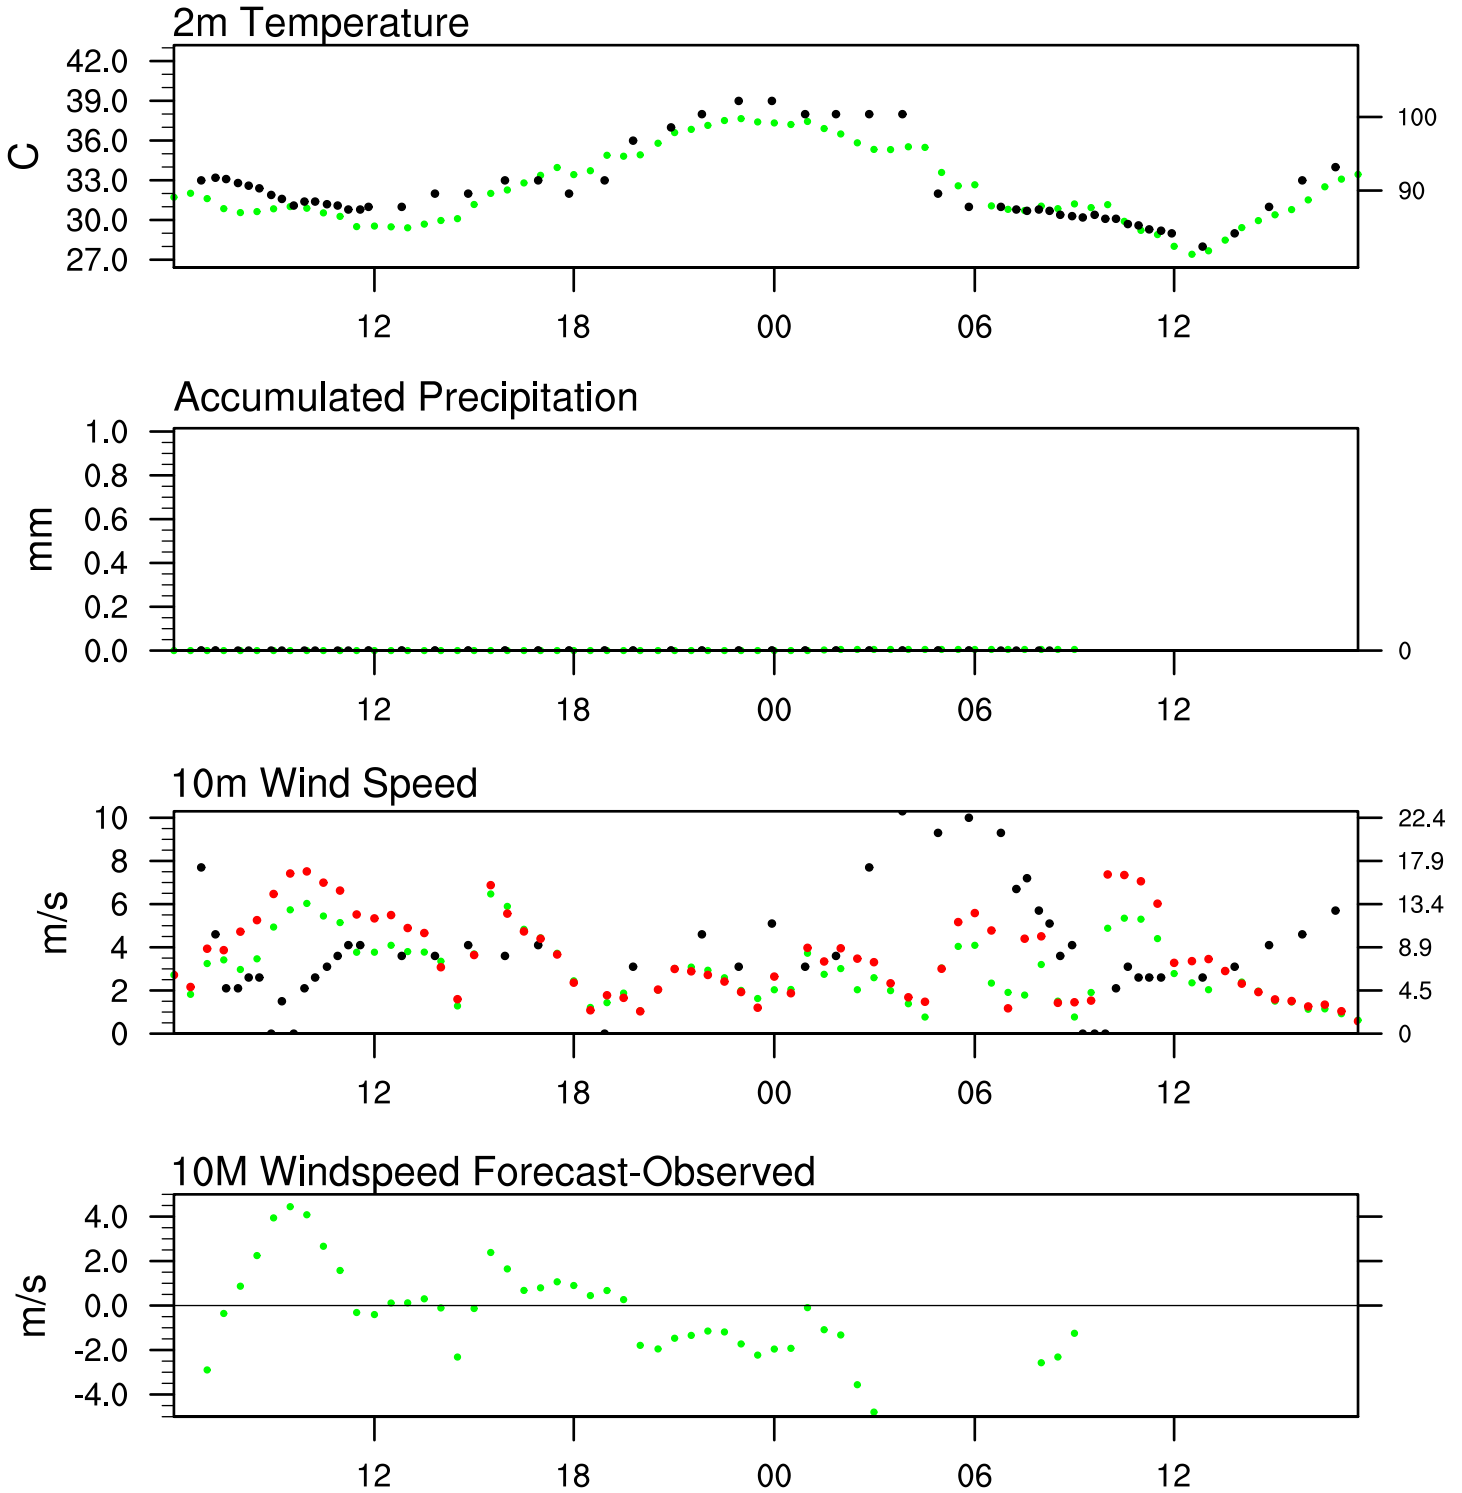 2m Temperature
42.0
39.0
36.0
33.0
30.0
27.0
C
100
90
12 18 00 06 12
Accumulated Precipitation
1.0
0.8
0.6
0.4
0.2
0.0
mm
0
12 18 00 06 12
10m Wind Speed
10
8
6
4
2
0
m/s
22.4
17.9
13.4
8.9
4.5
0
12 18 00 06 12
10M Windspeed Forecast-Observed
4.0
2.0
0.0
-2.0
-4.0
m/s
12 18 00 06 12